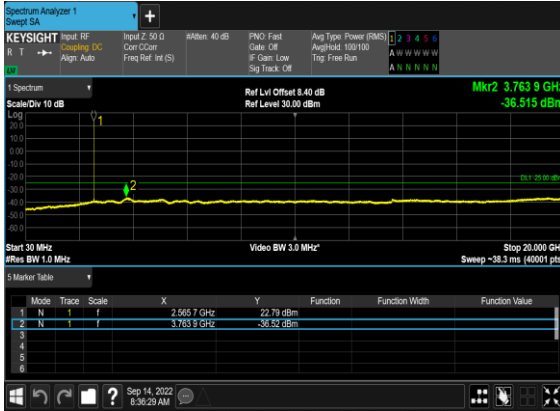 Spectrum Analyzer 1
Swept SA
+
KEYSIGHT Input: RF Input Z: 50 Ω #Atten: 40 dB PNO: Fast Avg Type: Power (RMS) 1 2 3 4 5 6
R T Coupling: DC Corr CCorr Gate: Off Avg|Hold: 100/100 A W W W W W
Align: Auto Freq Ref: Int (S) IF Gain: Low Trig: Free Run
Sig Track: Off A N N N N N
1 Spectrum Ref Lvl Offset 8.40 dB Mkr2 3.763 9 GHz
Scale/Div 10 dB Ref Level 30.00 dBm -36.515 dBm
Log
1
20.0
10.0
0.00
-10.0
-20.0 DL1 -25.00 dBm
-30.0 2
-40.0
-50.0
-60.0
Start 30 MHz Video BW 3.0 MHz* Stop 20.000 GH
#Res BW 1.0 MHz Sweep ~38.3 ms (40001 pts
5 Marker Table
Mode Trace Scale X Y Function Function Width Function Value
1 N 1 f 2.565 7 GHz 22.79 dBm
2 N 1 f 3.763 9 GHz -36.52 dBm
3
4
5
6
? Sep 14, 2022
8:36:29 AM